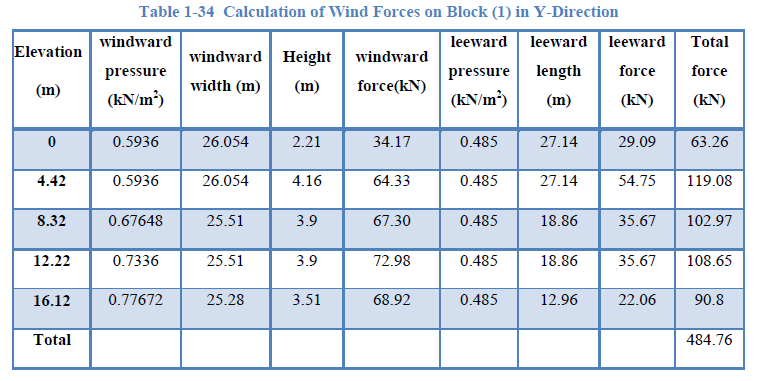 Table 1-34 Calculation of Wind Forces on Block (1) in Y-Direction
Elevation (m) windward pressure (kN/m²) windward width (m) Height (m) windward force(kN) leeward pressure (kN/m²) leeward length (m) leeward force (kN) Total force (kN)
0 0.5936 26.054 2.21 34.17 0.485 27.14 29.09 63.26
4.42 0.5936 26.054 4.16 64.33 0.485 27.14 54.75 119.08
8.32 0.67648 25.51 3.9 67.30 0.485 18.86 35.67 102.97
12.22 0.7336 25.51 3.9 72.98 0.485 18.86 35.67 108.65
16.12 0.77672 25.28 3.51 68.92 0.485 12.96 22.06 90.8
Total 484.76